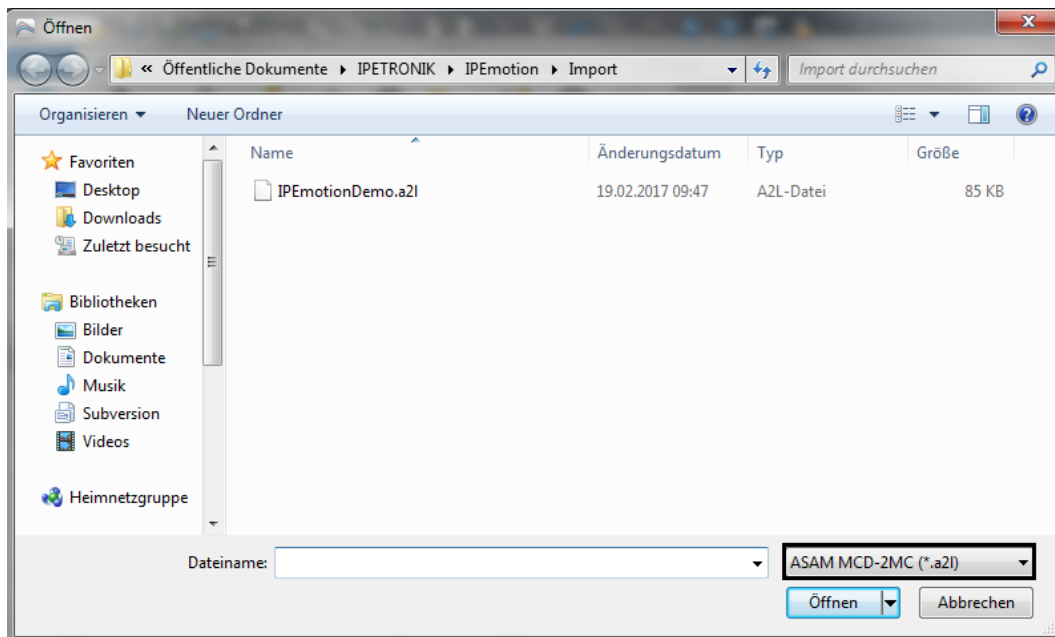 Öffnen
« Öffentliche Dokumente IPETRONIK IPEmotion Import
Import durchsuchen
Organisieren Neuer Ordner
Name Änderungsdatum Typ Größe
IPEmotionDemo.a2l 19.02.2017 09:47 A2L-Datei 85 KB
Favoriten
Desktop
Downloads
Zuletzt besucht
Bibliotheken
Bilder
Dokumente
Musik
Subversion
Videos
Heimnetzgruppe
Dateiname:
ASAM MCD-2MC (*.a2l)
Öffnen Abbrechen